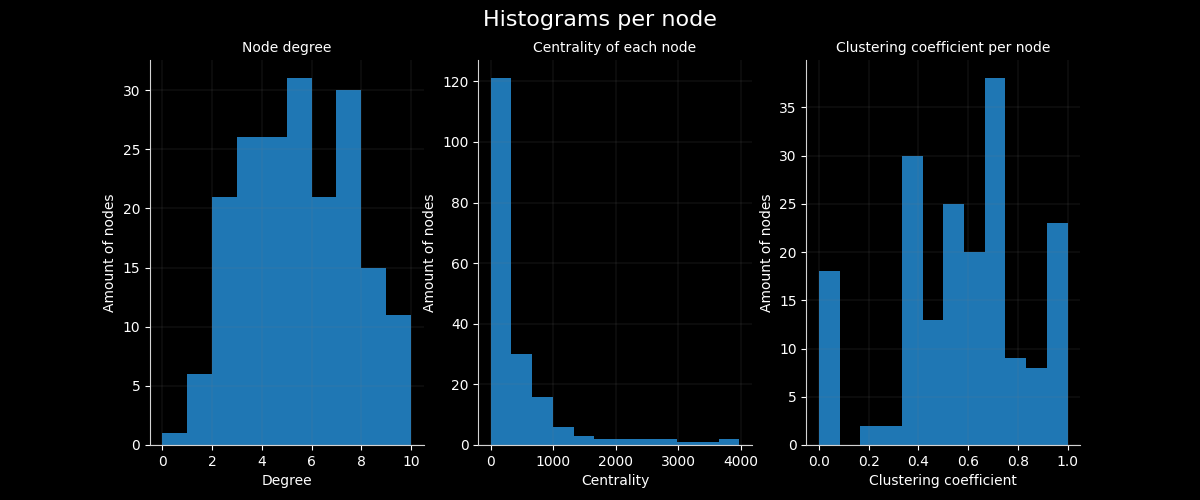 Histograms per node
Node degree
Amount of nodes
30
25
20
15
10
5
0
0 2 4 6 8 10
Degree
Centrality of each node
Amount of nodes
120
100
80
60
40
20
0
0 1000 2000 3000 4000
Centrality
Clustering coefficient per node
Amount of nodes
35
30
25
20
15
10
5
0
0.0 0.2 0.4 0.6 0.8 1.0
Clustering coefficient